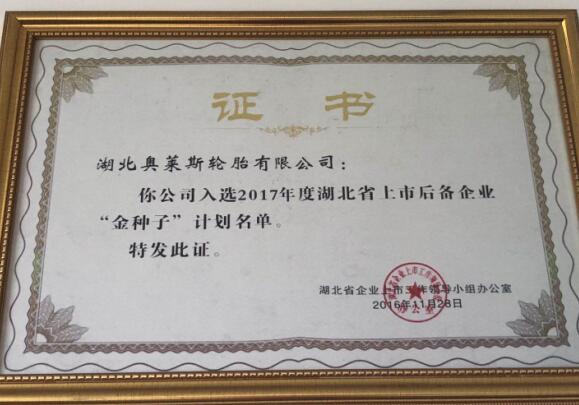 证书
湖北奥莱斯轮胎有限公司：
你公司入选2017年度湖北省上市后备企业
“金种子”计划名单。
特发此证。
湖北省企业上市工作领导小组办公室
2016年11月28日